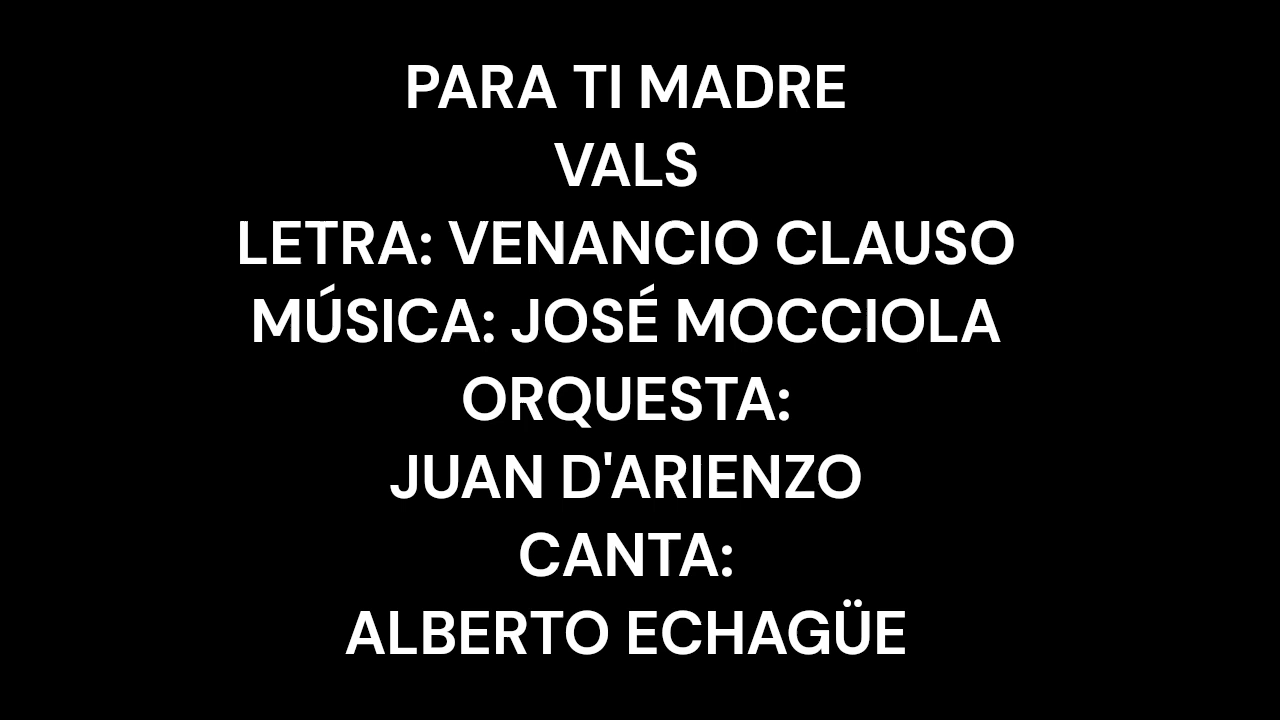 PARA TI MADRE
VALS
LETRA: VENANCIO CLAUSO
MÚSICA: JOSÉ MOCCIOLA
ORQUESTA:
JUAN D'ARIENZO
CANTA:
ALBERTO ECHAGÜE